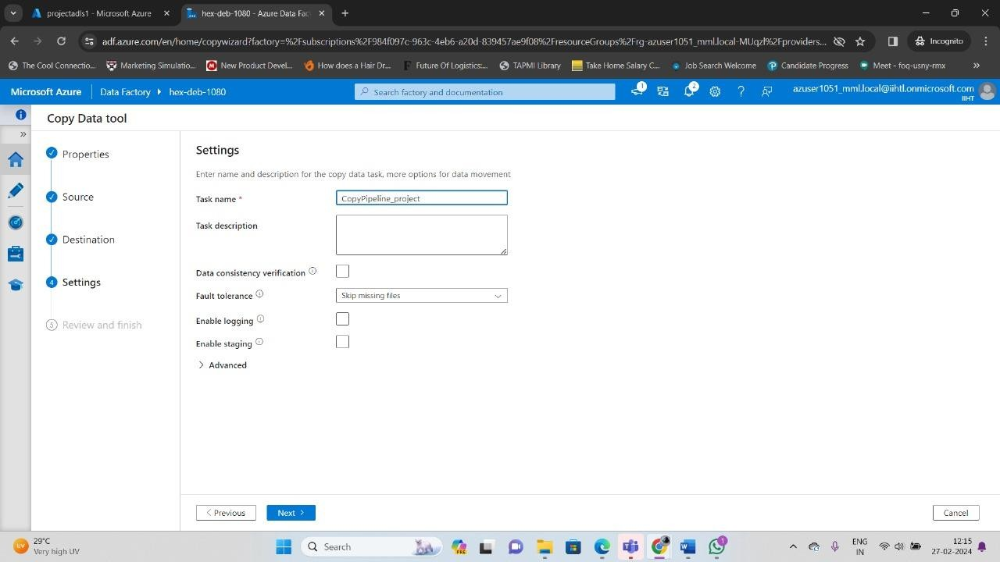 projectadls1 - Microsoft Azure
hex-deb-1080 - Azure Data Fac
adf.azure.com/en/home/copywizard?factory=%2Fsubscriptions%2F984f097c-963c-4eb6-a20d-839457ae9f08%2FresourceGroups%2Frg-azuser1051_mml.local-MUqzl%2Fproviders...
Incognito
The Cool Connectio...
Marketing Simulatio...
New Product Devel...
How does a Hair Dr...
Future Of Logistics:...
TAPMI Library
Take Home Salary C...
Job Search Welcome
Candidate Progress
Meet - foq-usny-rmx
Microsoft Azure
Data Factory
hex-deb-1080
Search factory and documentation
1
2
azuser1051_mml.local@iihtl.onmicrosoft.com
IIHT
Copy Data tool
Properties
Source
Destination
4 Settings
5 Review and finish
Settings
Enter name and description for the copy data task, more options for data movement
Task name *
CopyPipeline_project
Task description
Data consistency verification
Fault tolerance
Skip missing files
Enable logging
Enable staging
Advanced
< Previous
Next >
Cancel
UV
29°C
Very high UV
Search
PRE
1
ENG
IN
12:15
27-02-2024